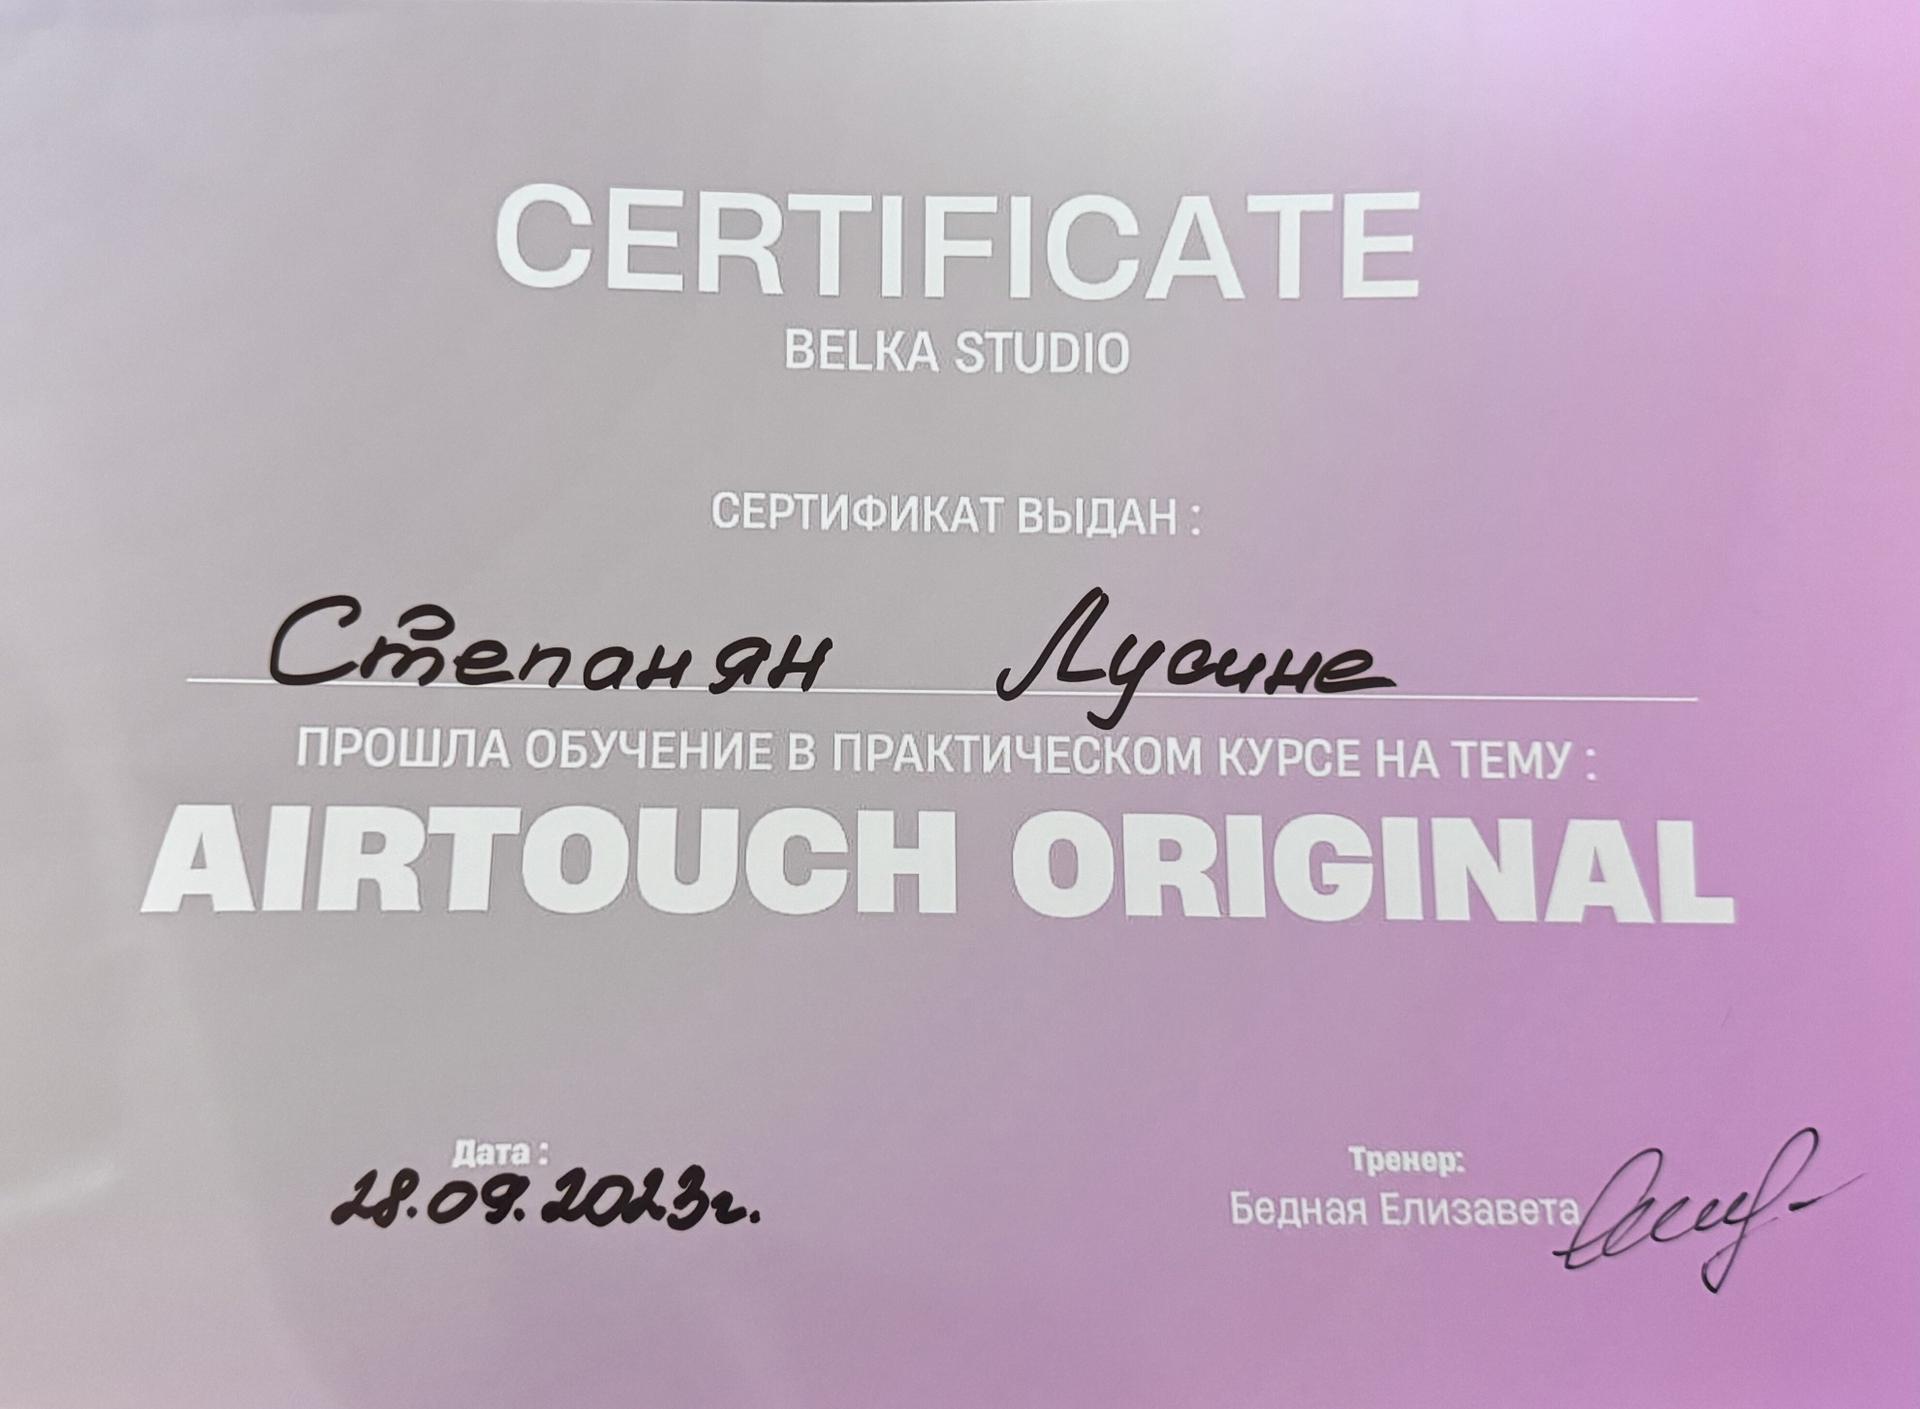 CERTIFICATE
BELKA STUDIO
СЕРТИФИКАТ ВЫДАН :
Степанян Лусине
ПРОШЛА ОБУЧЕНИЕ В ПРАКТИЧЕСКОМ КУРСЕ НА ТЕМУ :
AIRTOUCH ORIGINAL
Дата :
28.09.2023г.
Тренер:
Бедная Елизавета